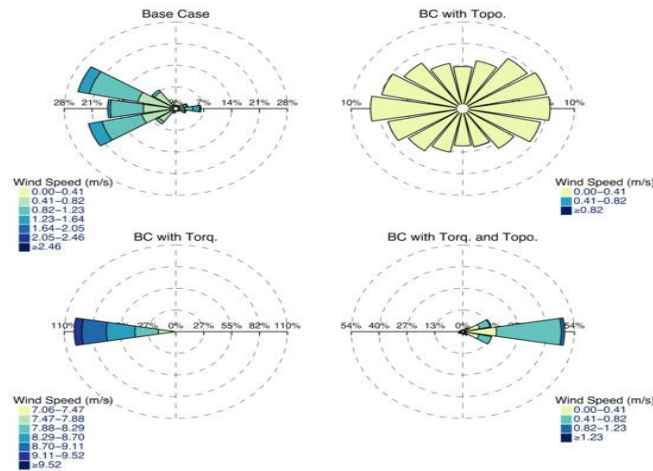 Base Case
28% 21% 7% 14% 21% 28%
Wind Speed (m/s)
0.00−0.41
0.41−0.82
0.82−1.23
1.23−1.64
1.64−2.05
2.05−2.46
≥2.46
BC with Topo.
10% 10%
Wind Speed (m/s)
0.00−0.41
0.41−0.82
≥0.82
BC with Torq.
110% 27% 0% 27% 55% 82% 110%
Wind Speed (m/s)
7.06−7.47
7.47−7.88
7.88−8.29
8.29−8.70
8.70−9.11
9.11−9.52
≥9.52
BC with Torq. and Topo.
54% 40% 27% 13% 0% 54%
Wind Speed (m/s)
0.00−0.41
0.41−0.82
0.82−1.23
≥1.23